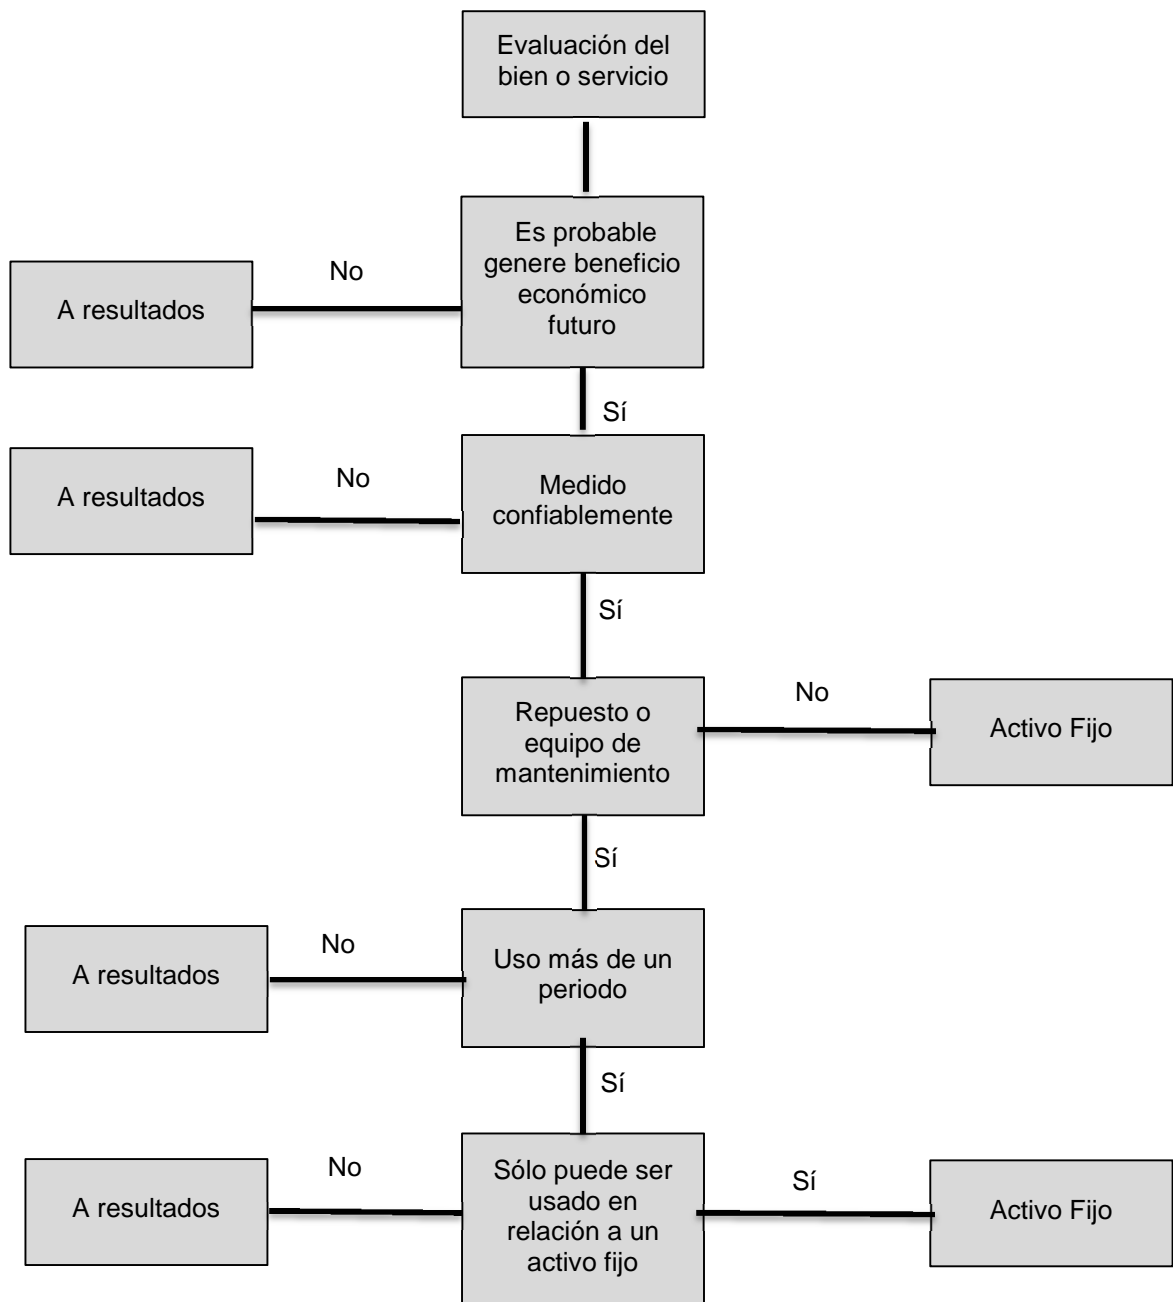 Evaluación del
bien o servicio
Es probable
genere beneficio
económico
futuro
No
A resultados
Sí
Medido
confiablemente
No
A resultados
Sí
Repuesto o
equipo de
mantenimiento
No
Activo Fijo
Sí
Uso más de un
periodo
No
A resultados
Sí
Sólo puede ser
usado en
relación a un
activo fijo
No
A resultados
Sí
Activo Fijo